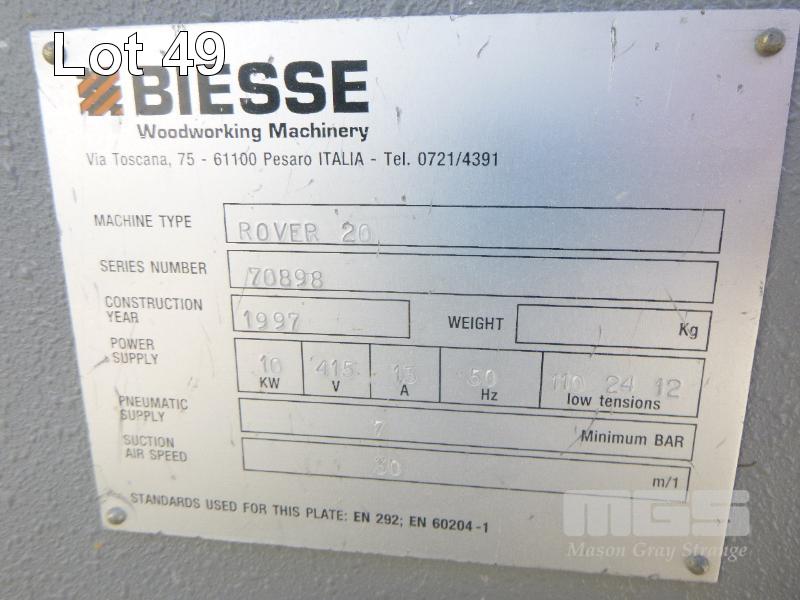 Lot 49
BIESSE
Woodworking Machinery
Via Toscana, 75 - 61100 Pesaro ITALIA - Tel. 0721/4391
MACHINE TYPE ROVER 20
SERIES NUMBER 70898
CONSTRUCTION YEAR 1997 WEIGHT Kg
POWER SUPPLY 10 KW 415 V 13 A 50 Hz 110 24 12 low tensions
PNEUMATIC SUPPLY 7 Minimum BAR
SUCTION AIR SPEED 30 m/1
STANDARDS USED FOR THIS PLATE: EN 292; EN 60204-1
MGS
Mason Gray Strange